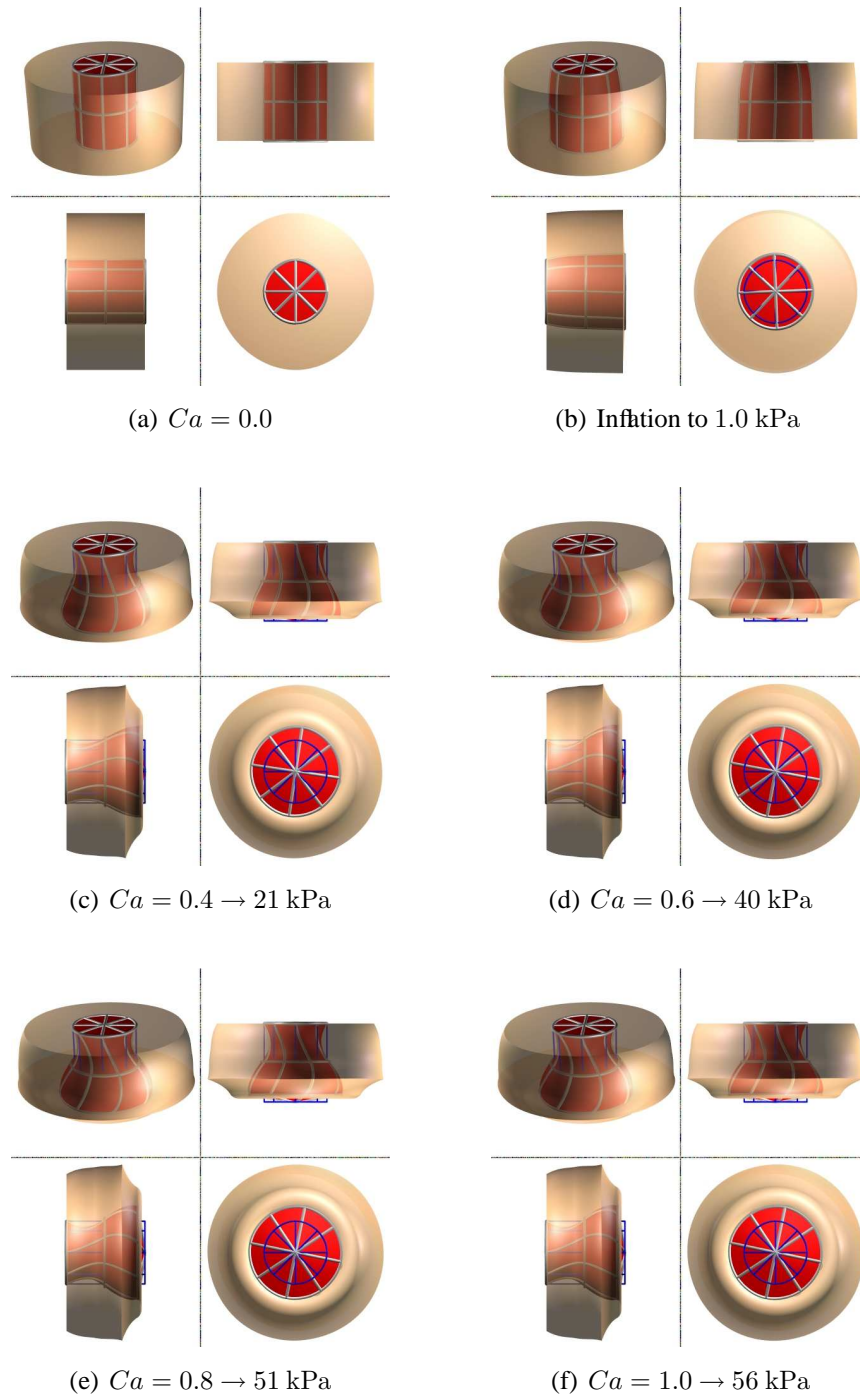 (a) Ca = 0.0
(b) Inflation to 1.0 kPa
(c) Ca = 0.4 → 21 kPa
(d) Ca = 0.6 → 40 kPa
(e) Ca = 0.8 → 51 kPa
(f) Ca = 1.0 → 56 kPa